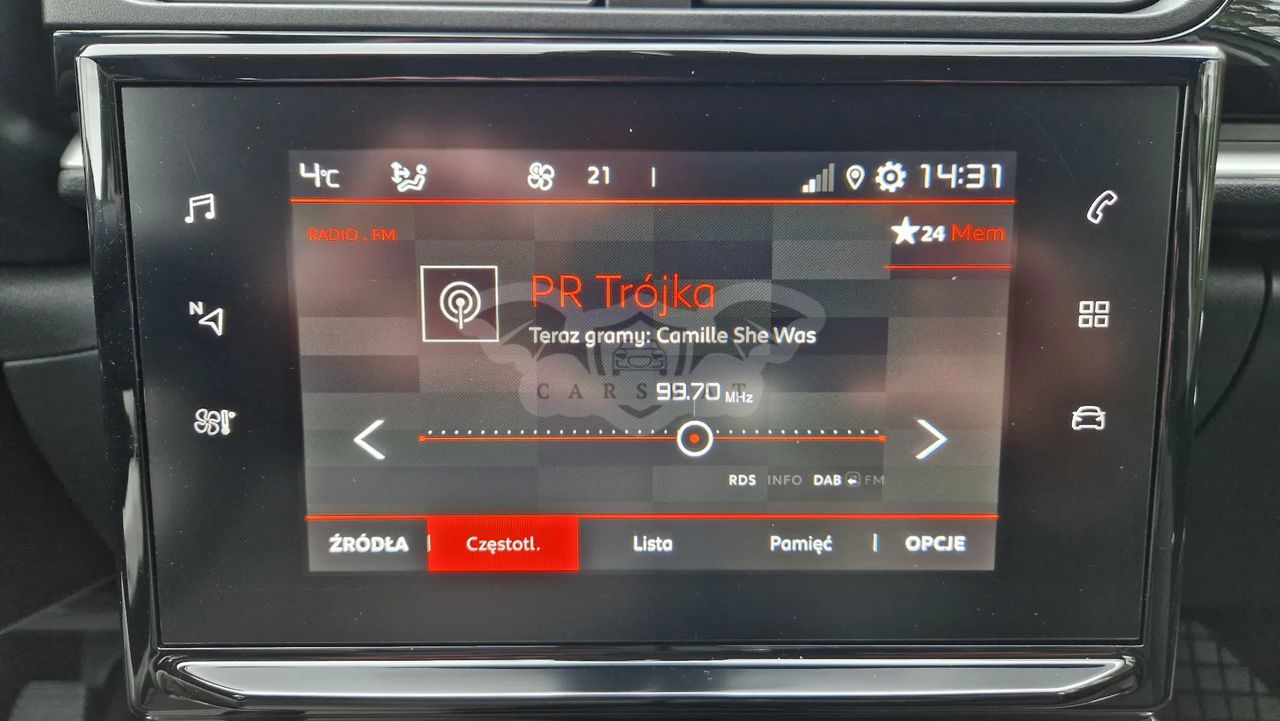 4°C 21 14:31
RADIO . FM
24 Mem
PR Trójka
Teraz gramy: Camille She Was
99.70 MHz
N
RDS INFO DAB FM
ŹRÓDŁA Częstotl. Lista Pamięć OPCJE